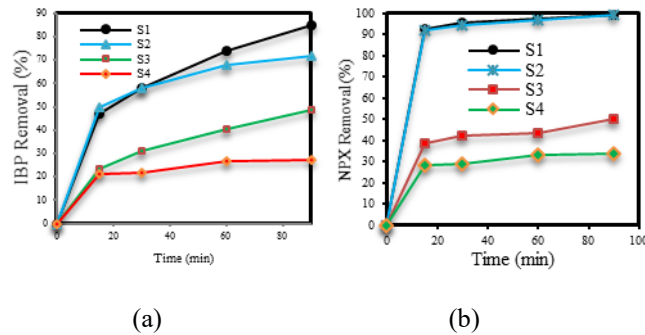 IBP Removal (%)
90
80
70
60
50
40
30
20
10
0
S1
S2
S3
S4
0 20 40 60 80
Time (min)
(a)
NPX Removal(%)
100
90
80
70
60
50
40
30
20
10
0
S1
S2
S3
S4
0 20 40 60 80 100
Time (min)
(b)